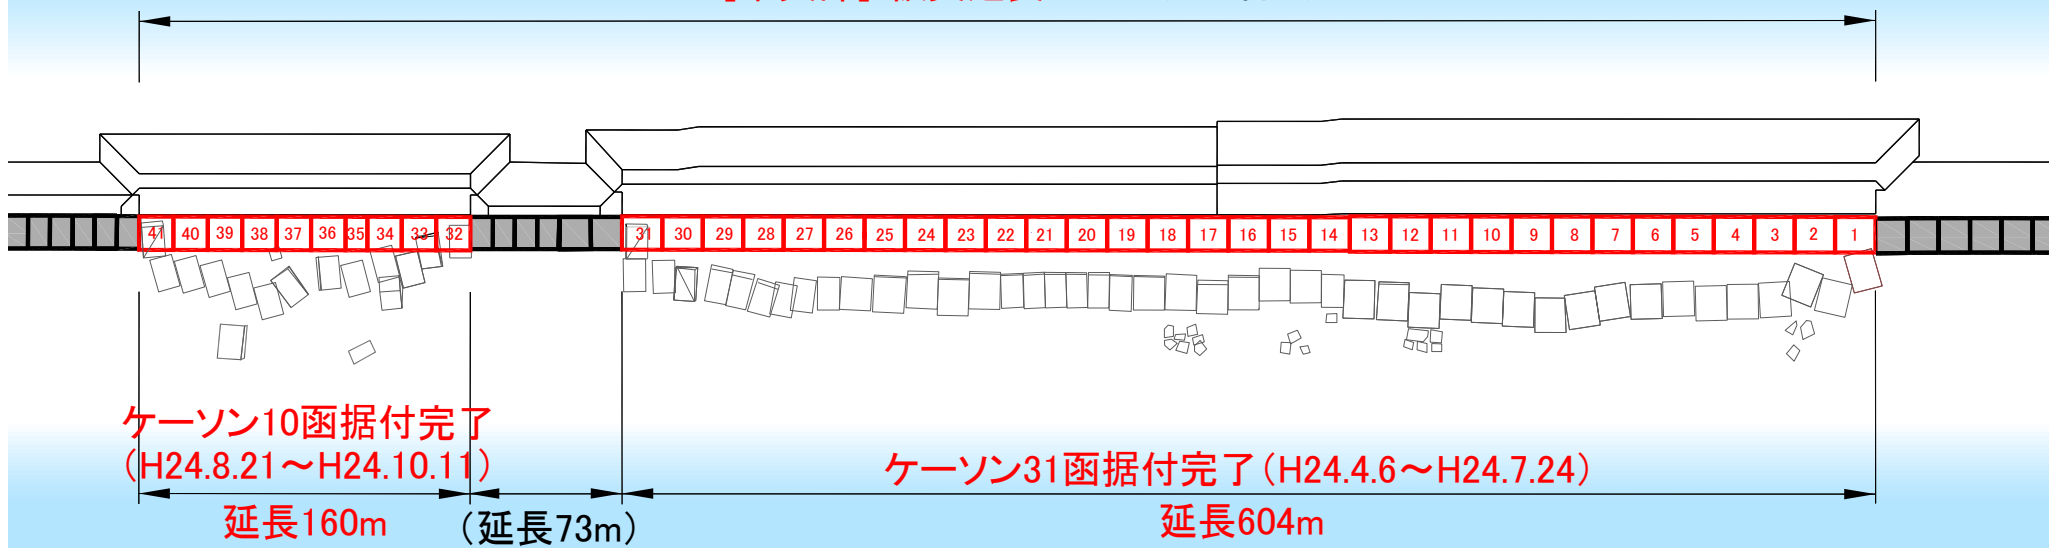 41 40 39 38 37 36 35 34 33 32 31 30 29 28 27 26 25 24 23 22 21 20 19 18 17 16 15 14 13 12 11 10 9 8 7 6 5 4 3 2 1
ケーソン10函据付完了
（H24.8.21～H24.10.11）
延長160m
（延長73m）
ケーソン31函据付完了（H24.4.6～H24.7.24）
延長604m